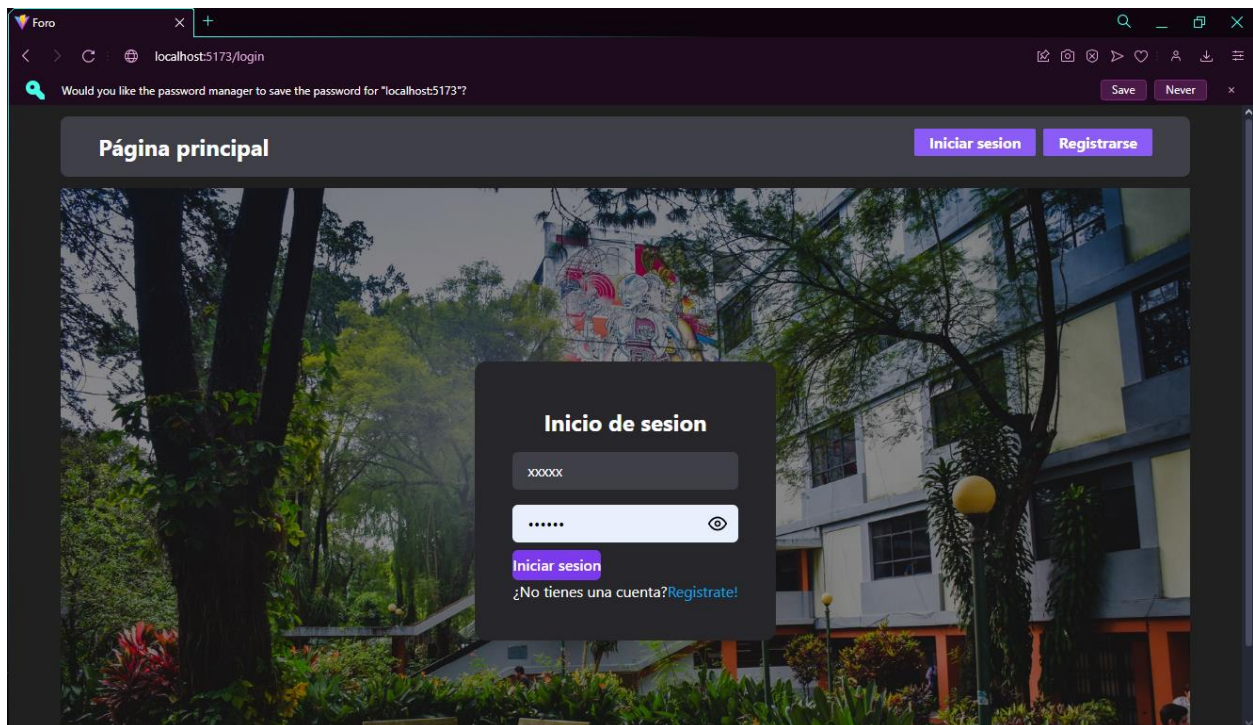 Foro
localhost:5173/login
Would you like the password manager to save the password for "localhost:5173"?
Save Never
Página principal
Iniciar sesion Registrarse
Inicio de sesion
xxxxx
••••••
Iniciar sesion
¿No tienes una cuenta?Registrate!